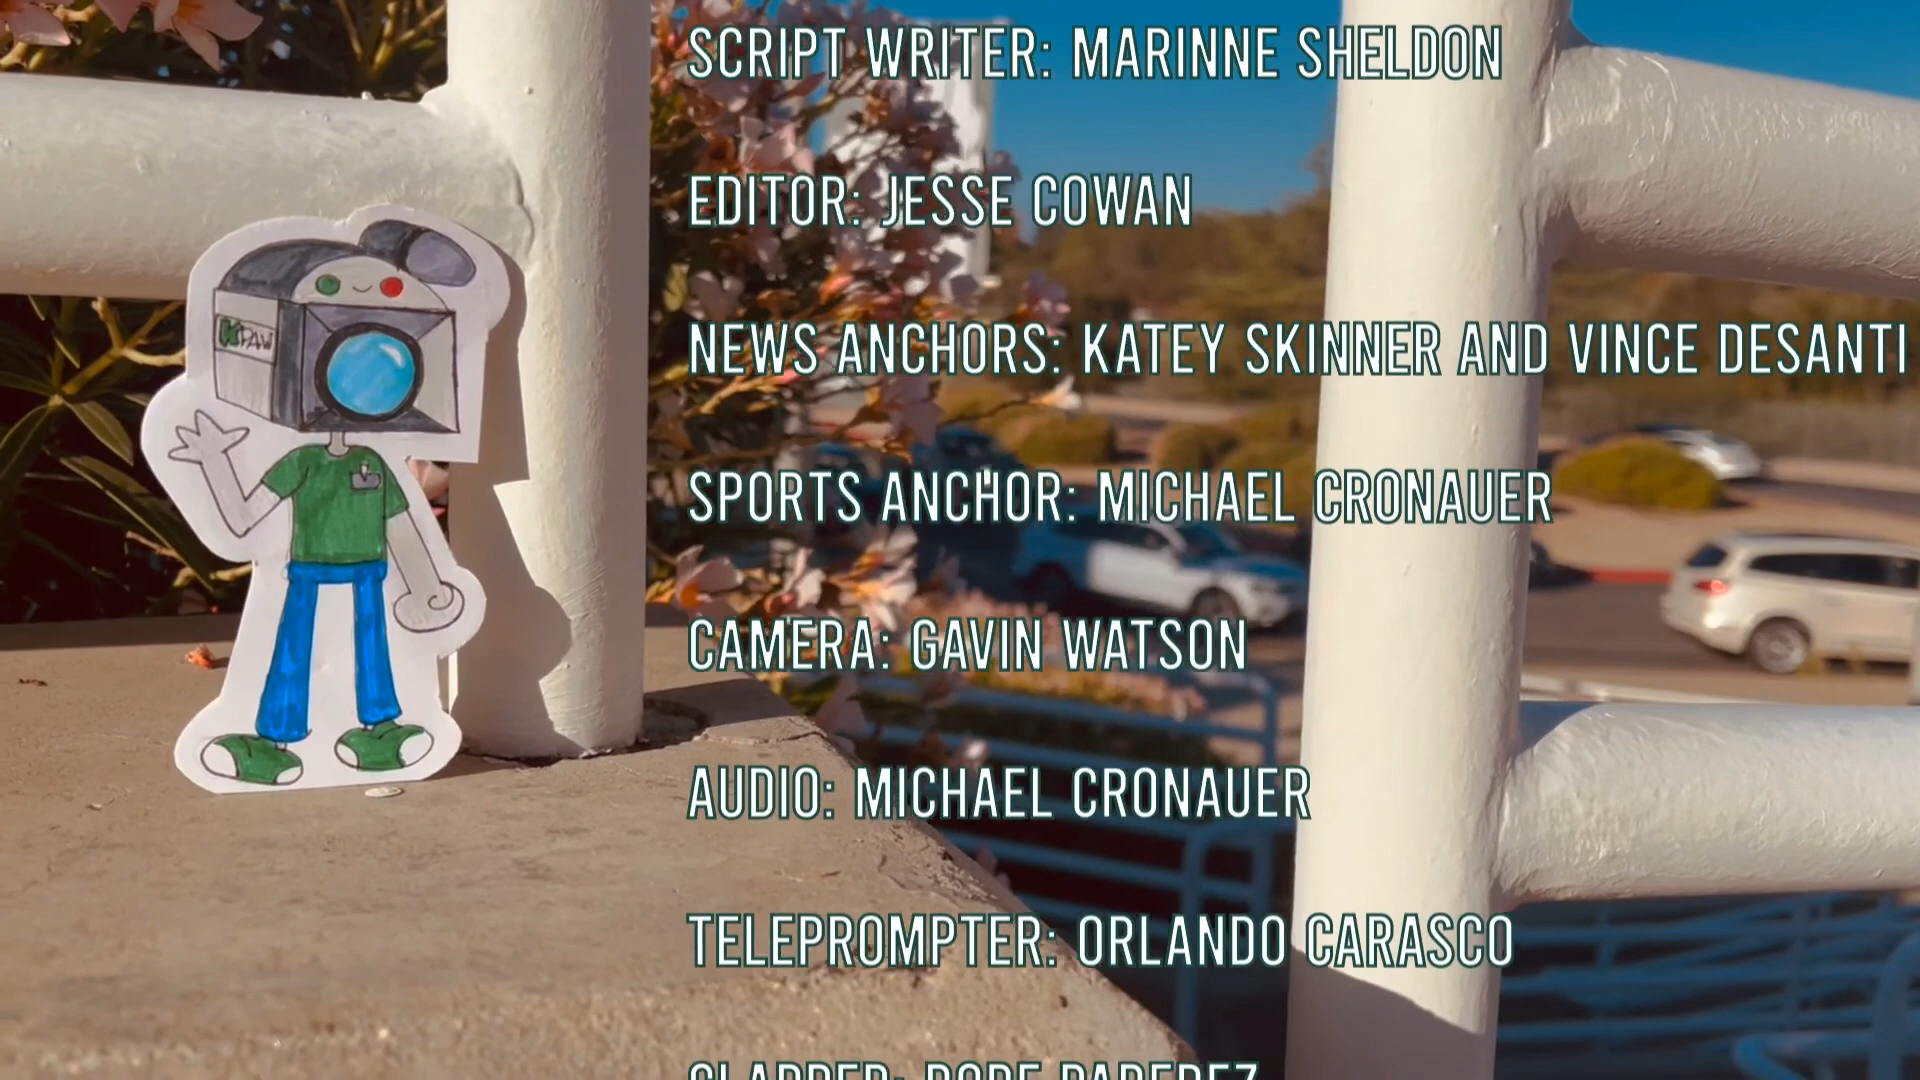 SCRIPT WRITER: MARINNE SHELDON
EDITOR: JESSE COWAN
KPAW
NEWS ANCHORS: KATEY SKINNER AND VINCE DESANTI
SPORTS ANCHOR: MICHAEL CRONAUER
CAMERA: GAVIN WATSON
AUDIO: MICHAEL CRONAUER
TELEPROMPTER: ORLANDO CARASCO